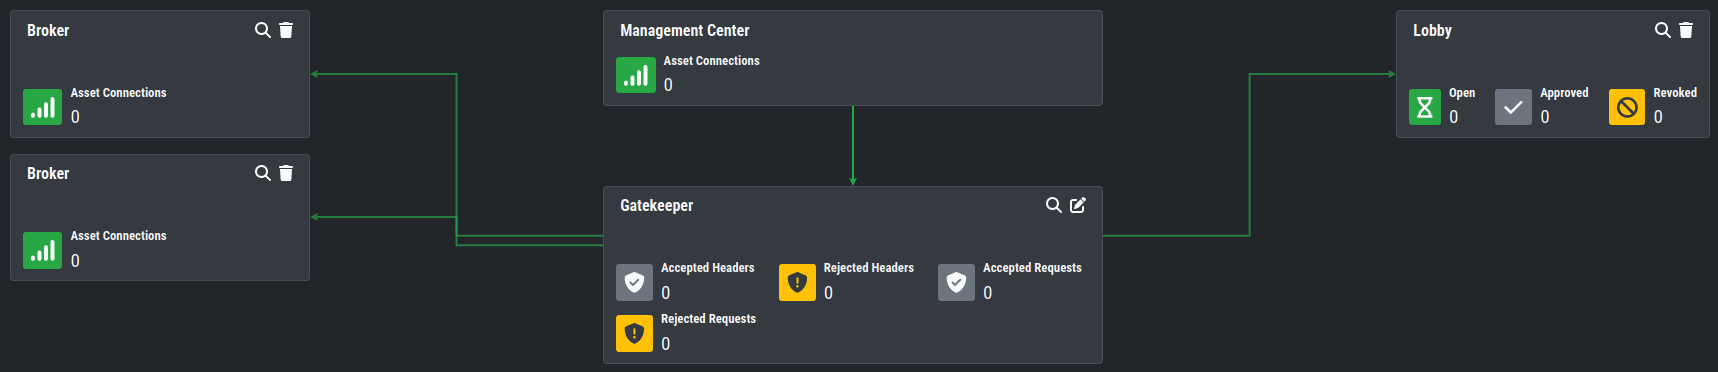 Broker
Asset Connections
0
Broker
Asset Connections
0
Management Center
Asset Connections
0
Gatekeeper
Accepted Headers
0
Rejected Headers
0
Accepted Requests
0
Rejected Requests
0
Lobby
Open
0
Approved
0
Revoked
0